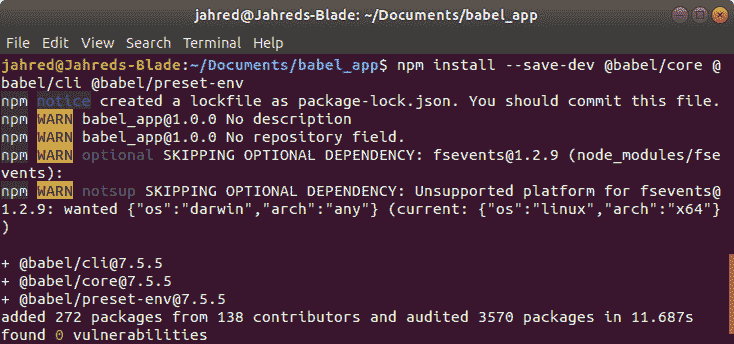 jahred@Jahreds-Blade: ~/Documents/babel_app
File Edit View Search Terminal Help
jahred@Jahreds-Blade:~/Documents/babel_app$ npm install --save-dev @babel/core @
babel/cli @babel/preset-env
npm notice created a lockfile as package-lock.json. You should commit this file.
npm WARN babel_app@1.0.0 No description
npm WARN babel_app@1.0.0 No repository field.
npm WARN optional SKIPPING OPTIONAL DEPENDENCY: fsevents@1.2.9 (node_modules/fse
vents):
npm WARN notsup SKIPPING OPTIONAL DEPENDENCY: Unsupported platform for fsevents@
1.2.9: wanted {"os":"darwin","arch":"any"} (current: {"os":"linux","arch":"x64"}
)
+ @babel/cli@7.5.5
+ @babel/core@7.5.5
+ @babel/preset-env@7.5.5
added 272 packages from 138 contributors and audited 3570 packages in 11.687s
found 0 vulnerabilities